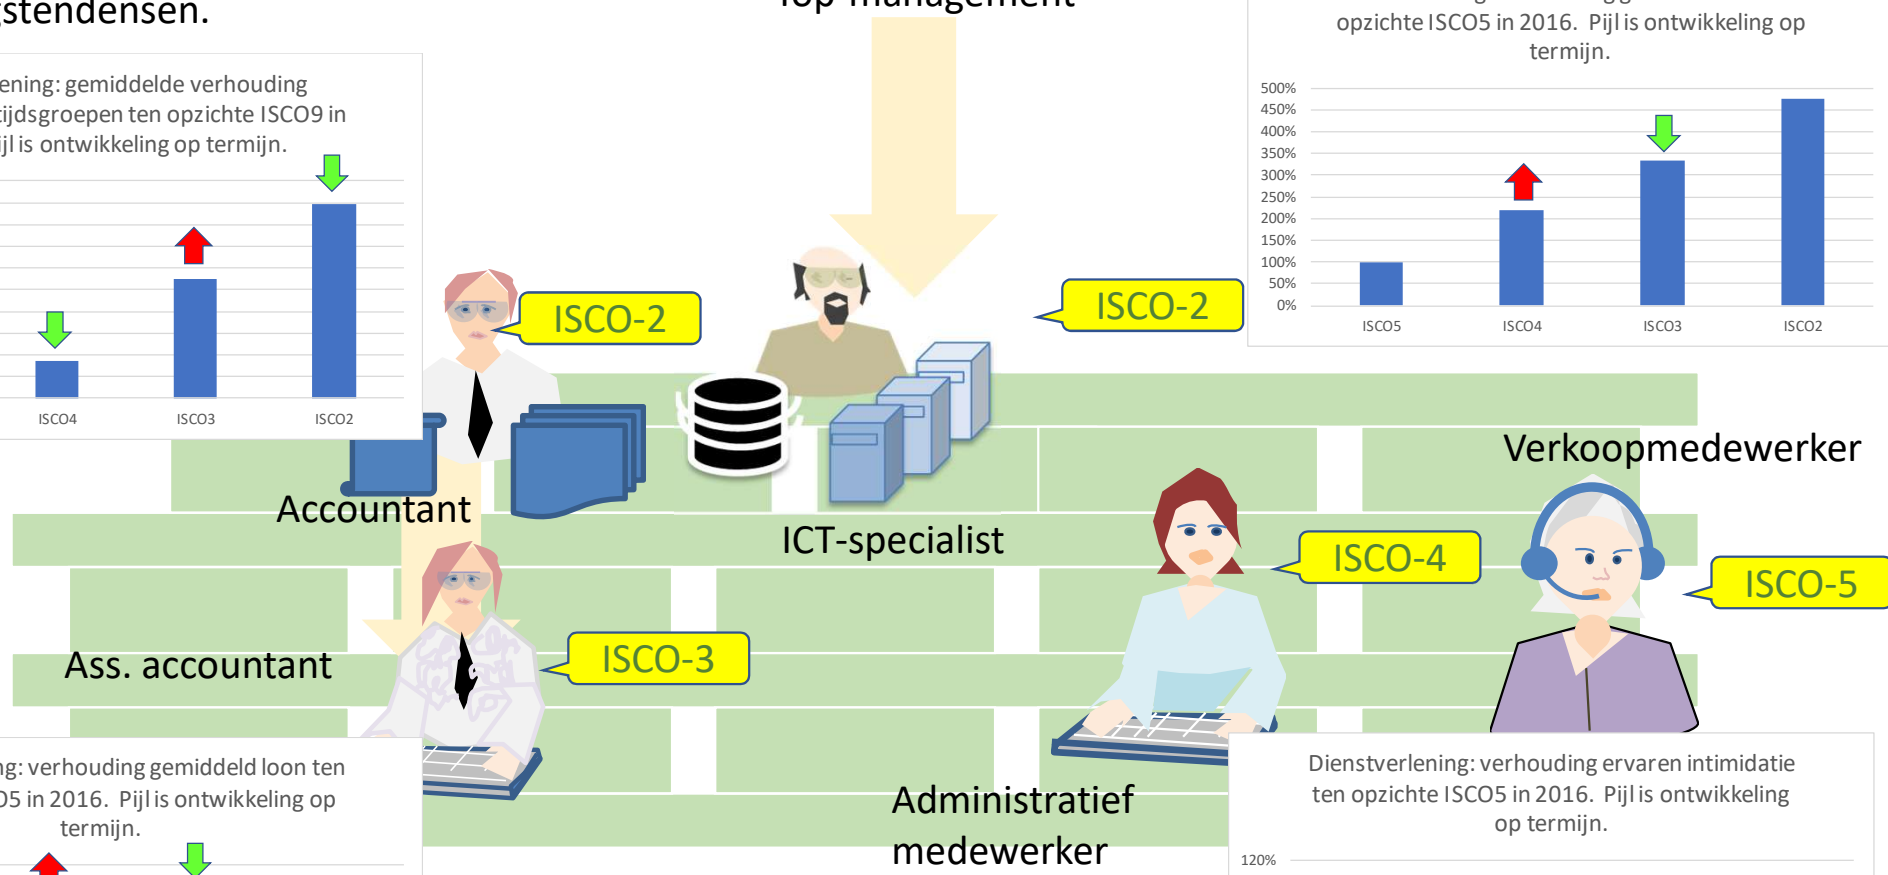 gstendensen.
Top-management
opzichte ISCO5 in 2016. Pijl is ontwikkeling op
termijn.
ening: gemiddelde verhouding
tijdsgroepen ten opzichte ISCO9 in
ijl is ontwikkeling op termijn.
ISCO4
ISCO3
ISCO2
500%
450%
400%
350%
300%
250%
200%
150%
100%
50%
0%
ISCO5
ISCO4
ISCO3
ISCO2
ISCO-2
ISCO-2
Verkoopmedewerker
Accountant
ICT-specialist
ISCO-4
ISCO-5
Ass. accountant
ISCO-3
ng: verhouding gemiddeld loon ten
O5 in 2016. Pijl is ontwikkeling op
termijn.
Administratief
medewerker
Dienstverlening: verhouding ervaren intimidatie
ten opzichte ISCO5 in 2016. Pijl is ontwikkeling
op termijn.
120%